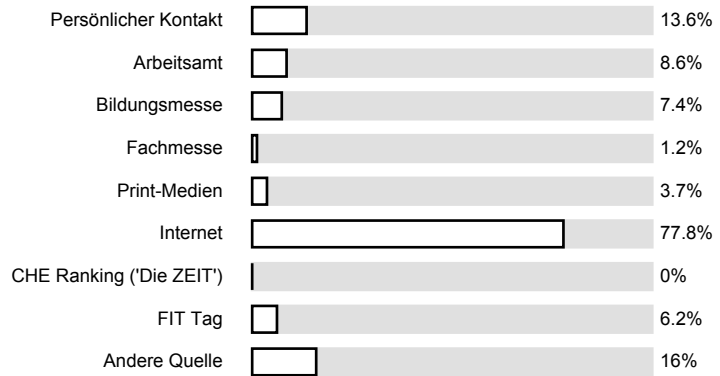 Persönlicher Kontakt 13.6%
Arbeitsamt 8.6%
Bildungsmesse 7.4%
Fachmesse 1.2%
Print-Medien 3.7%
Internet 77.8%
CHE Ranking ('Die ZEIT') 0%
FIT Tag 6.2%
Andere Quelle 16%